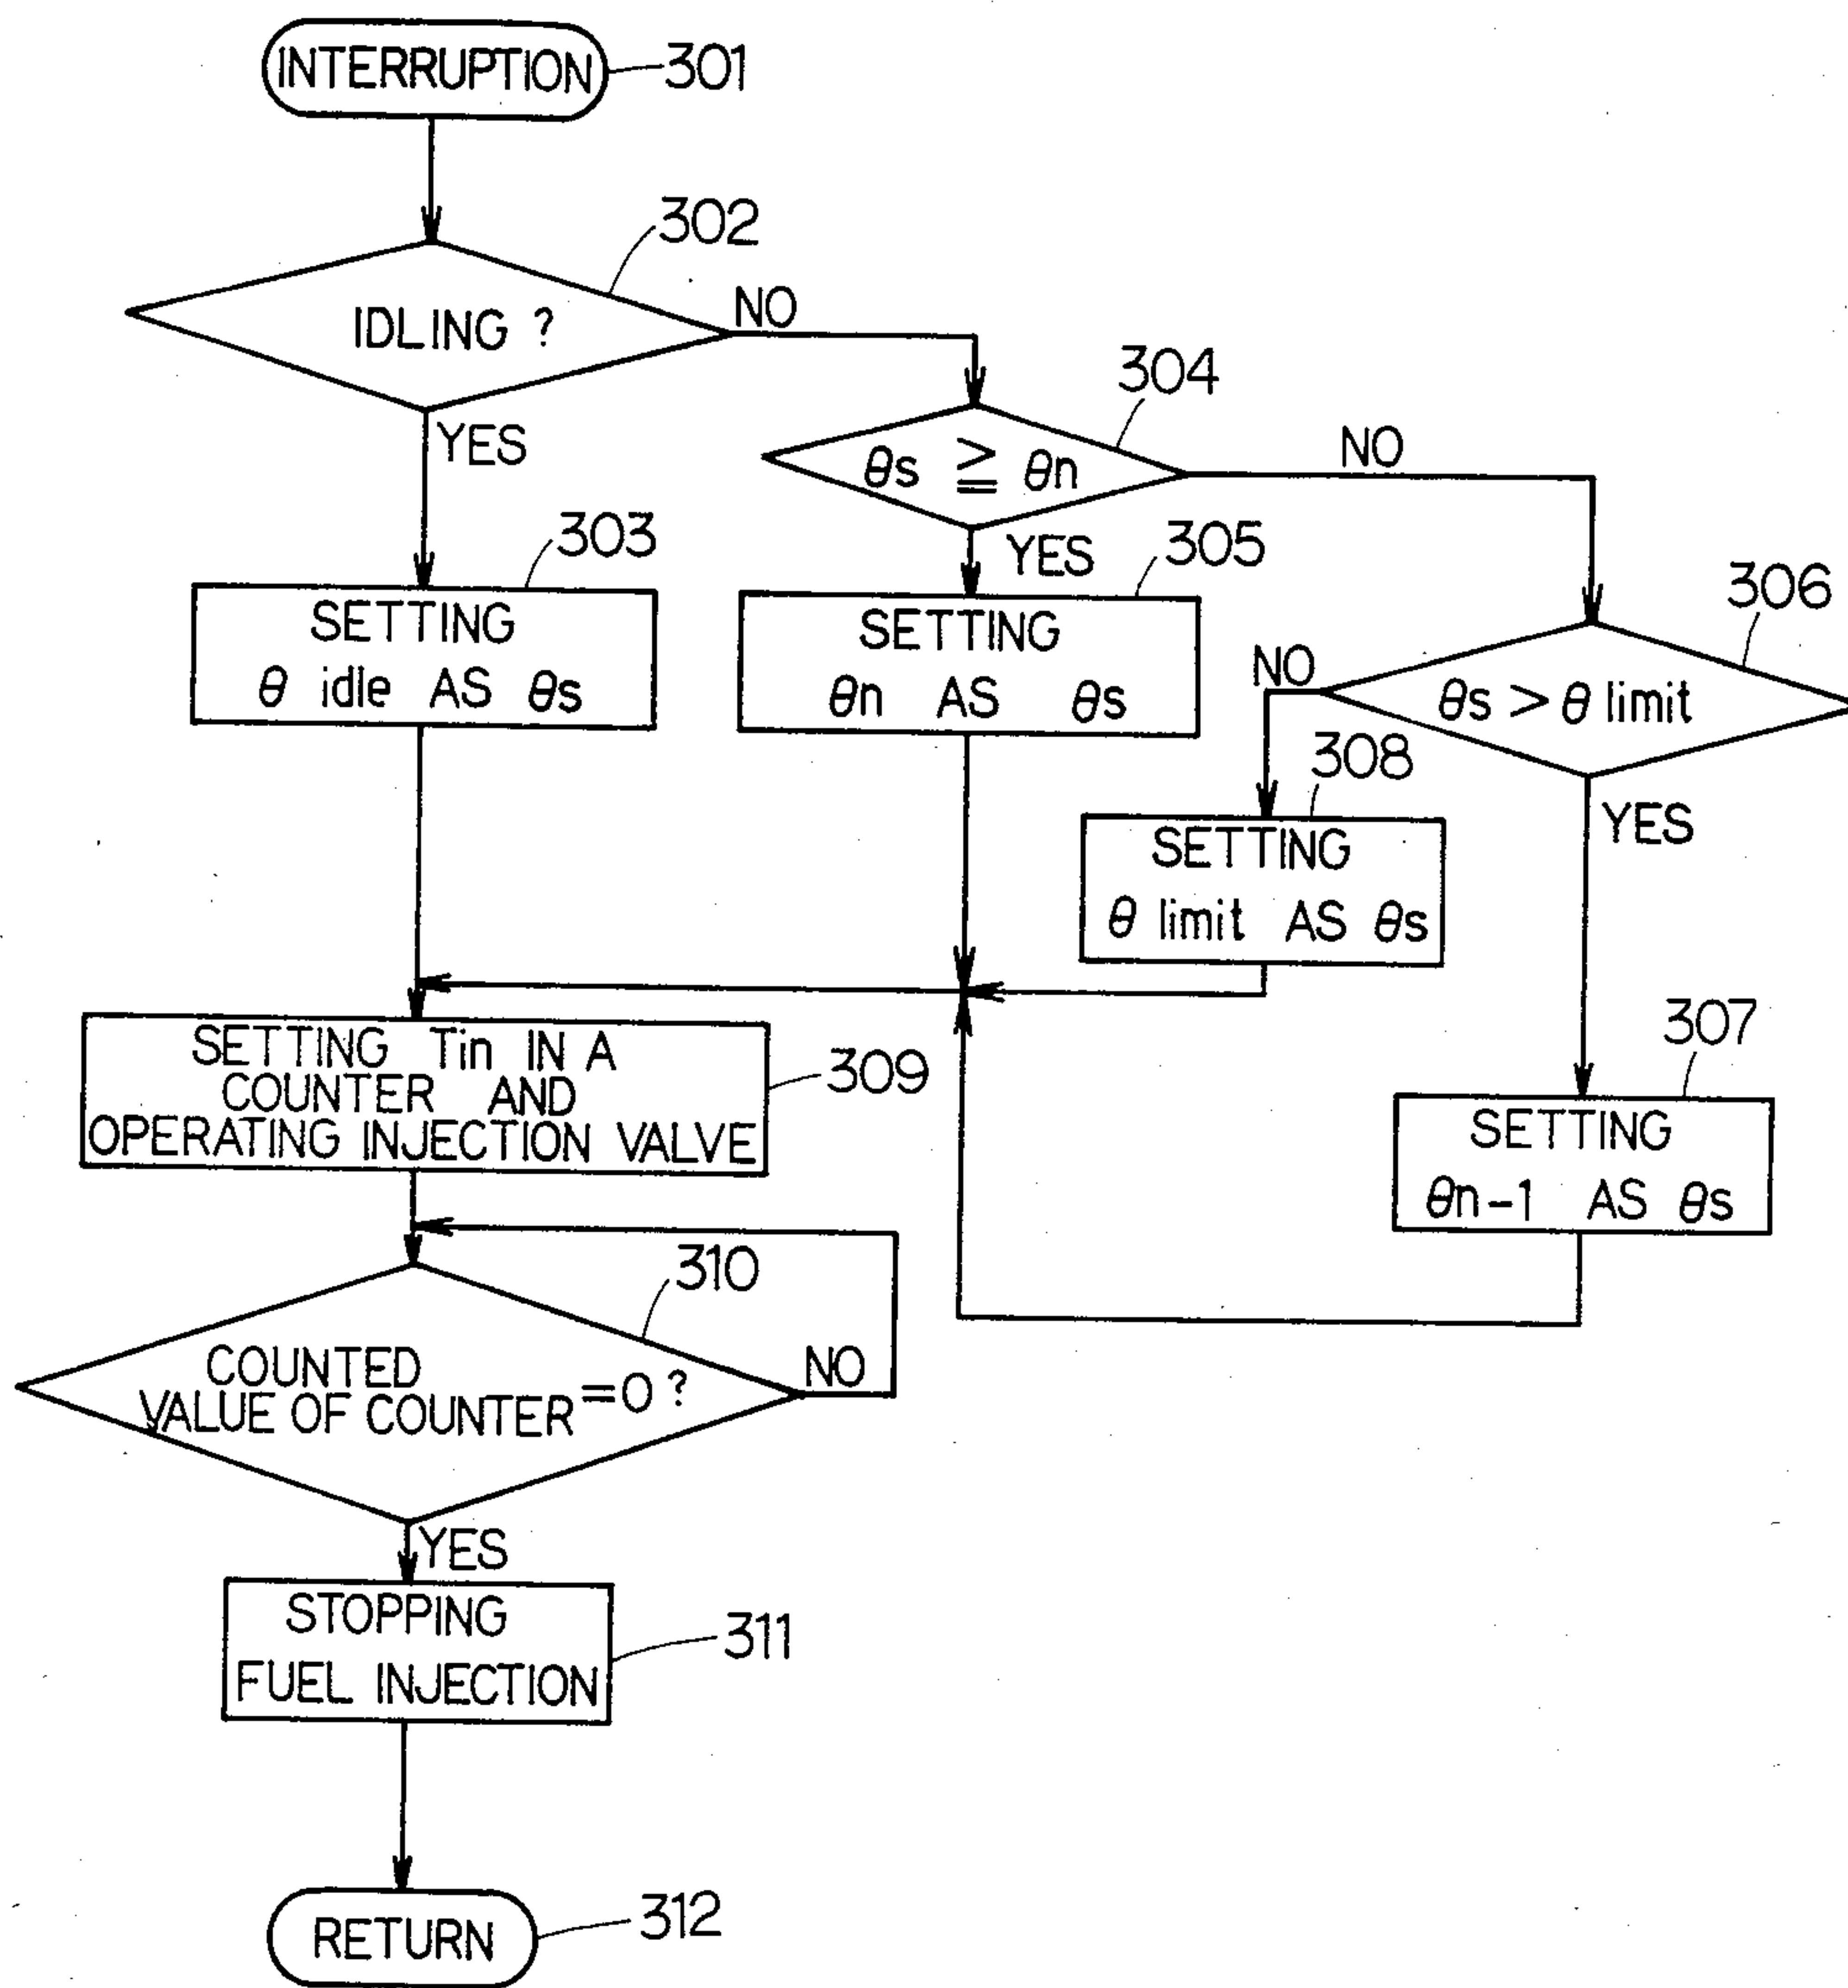 INTERRUPTION
301
302
IDLING ?
NO
YES
304
θs ≧ θn
NO
YES
303
SETTING
θ idle AS θs
305
SETTING
θn AS θs
306
NO
θs > θ limit
YES
308
SETTING
θ limit AS θs
307
SETTING
θn-1 AS θs
SETTING Tin IN A
COUNTER AND
OPERATING INJECTION VALVE
309
310
COUNTED
VALUE OF COUNTER =0 ?
NO
YES
STOPPING
FUEL INJECTION
311
RETURN
312